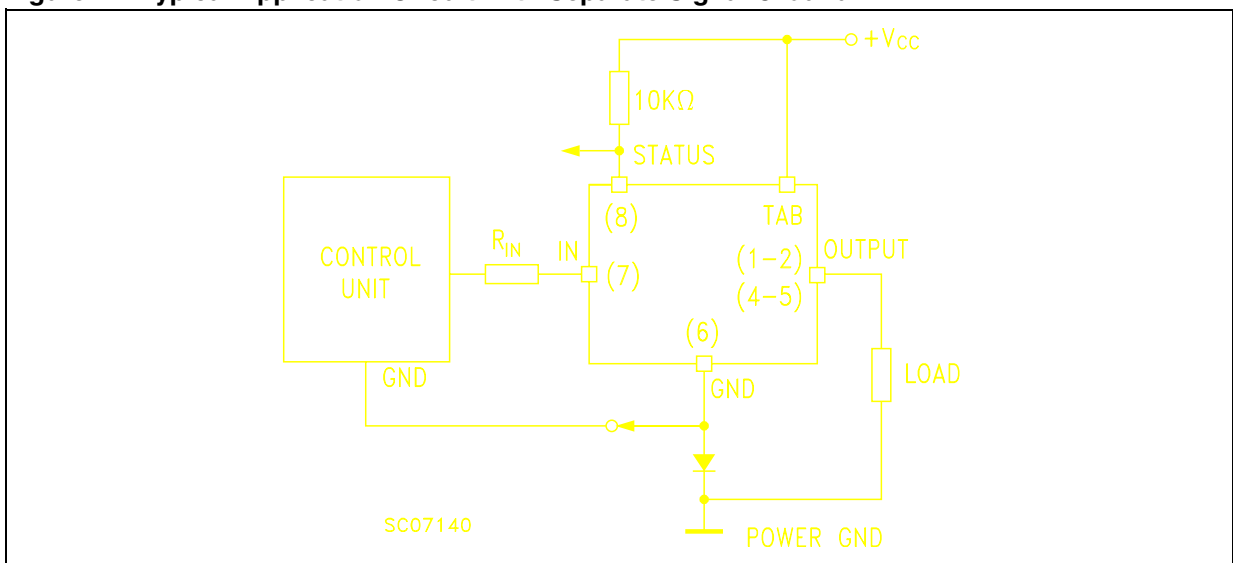 +VCC
10KΩ
STATUS
(8)
TAB
RIN
IN
(7)
(1-2)
OUTPUT
(4-5)
CONTROL
UNIT
(6)
GND
GND
LOAD
SC07140
POWER GND